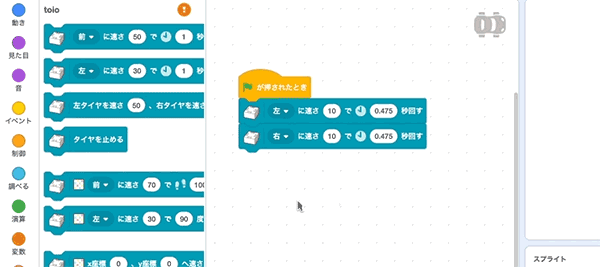 toio
!
動き
見た目
音
イベント
制御
調べる
演算
変数
前 に速さ 50 で 1 秒
左 に速さ 30 で 1 秒
左タイヤを速さ 50 、右タイヤを速さ
タイヤを止める
前 に速さ 70 で 100
左 に速さ 30 で 90 度
x座標 0 、y座標 0 へ速さ
が押されたとき
左 に速さ 10 で 0.475 秒回す
右 に速さ 10 で 0.475 秒回す
スプライト